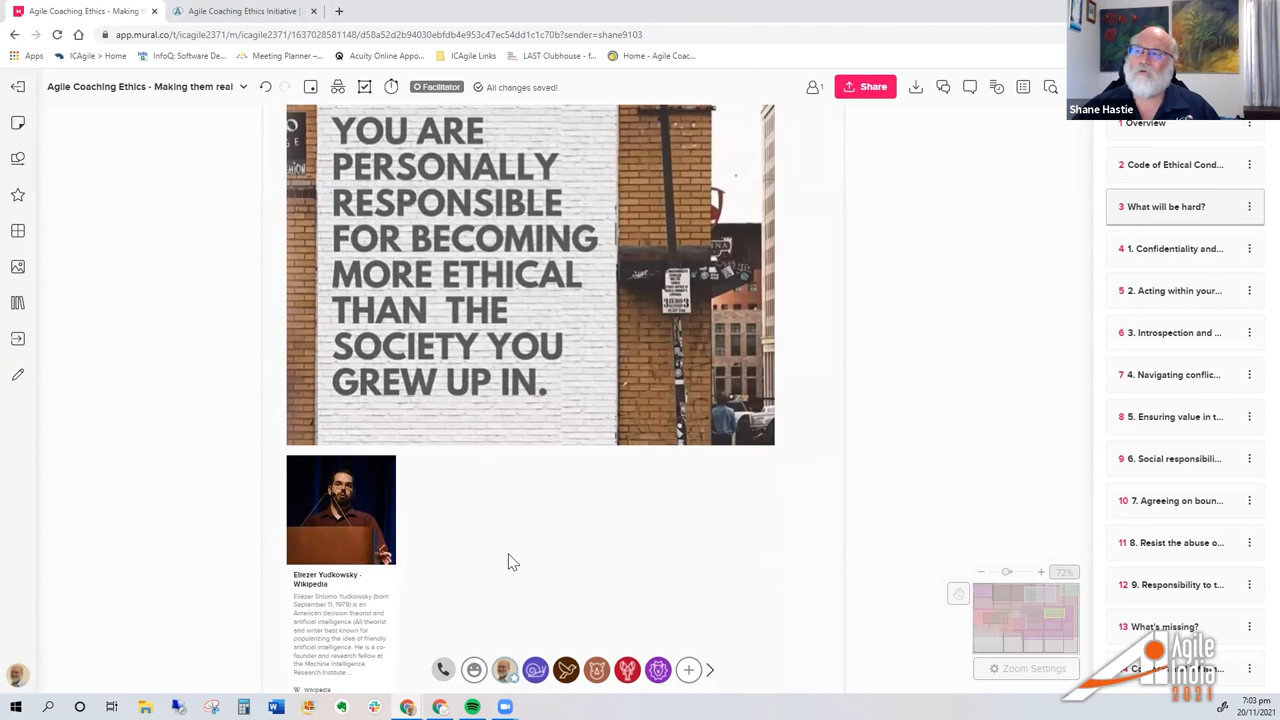 Agile Coaching Ethics - Making t
Agile Coaching Ethics Initiative |
app.mural.co/t/icagile2371/m/icagile2371/1637028581148/d5a52d2b94030ebfdb4e953c47ec54dd1c1c70b?sender=shane9103
Apps
ICAgile > Home
InfoQ: Software De...
Meeting Planner –...
Acuity Online Appo...
ICAgile Links
LAST Clubhouse - f...
Home - Agile Coac...
Agile Coaching Ethics - Making it real
Facilitator
All changes saved!
1
Share
Shane Hastie
YOU ARE
PERSONALLY
RESPONSIBLE
FOR BECOMING
MORE ETHICAL
THAN THE
SOCIETY YOU
GREW UP IN.
Eliezer Yudkowsky -
Wikipedia
Eliezer Shlomo Yudkowsky (born
September 11, 1979) is an
American decision theorist and
artificial intelligence (AI) theorist
and writer best known for
popularizing the idea of friendly
artificial intelligence. He is a co-
founder and research fellow at
the Machine Intelligence
Research Institute ...
W Wikipedia
1 Overview
2 Code of Ethical Cond...
3 What will be hard?
4 1. Confidentiality and...
5 2. Acting within your...
6 3. Introspection and ...
7 4. Navigating conflic...
8 5. Ensuring value in t...
9 6. Social responsibili...
10 7. Agreeing on boun...
11 8. Resist the abuse o...
12 9. Responsibility to t...
13 What's missing?
72%
Zoom Settings
Agile
India
2021
7:03 pm
20/11/2021